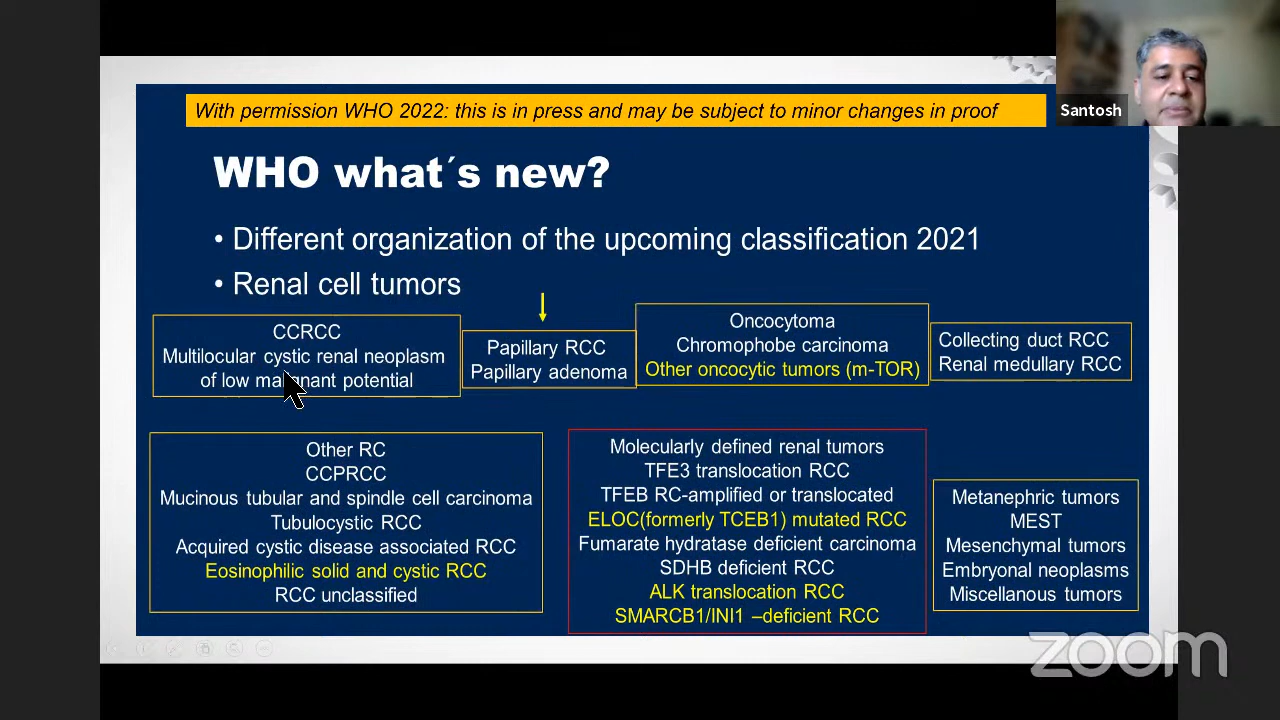 With permission WHO 2022: this is in press and may be subject to minor changes in proof
Santosh
WHO what´s new?
• Different organization of the upcoming classification 2021
• Renal cell tumors
CCRCC
Multilocular cystic renal neoplasm
of low malignant potential
Papillary RCC
Papillary adenoma
Oncocytoma
Chromophobe carcinoma
Other oncocytic tumors (m-TOR)
Collecting duct RCC
Renal medullary RCC
Other RC
CCPRCC
Mucinous tubular and spindle cell carcinoma
Tubulocystic RCC
Acquired cystic disease associated RCC
Eosinophilic solid and cystic RCC
RCC unclassified
Molecularly defined renal tumors
TFE3 translocation RCC
TFEB RC-amplified or translocated
ELOC(formerly TCEB1) mutated RCC
Fumarate hydratase deficient carcinoma
SDHB deficient RCC
ALK translocation RCC
SMARCB1/INI1 –deficient RCC
Metanephric tumors
MEST
Mesenchymal tumors
Embryonal neoplasms
Miscellanous tumors
zoom